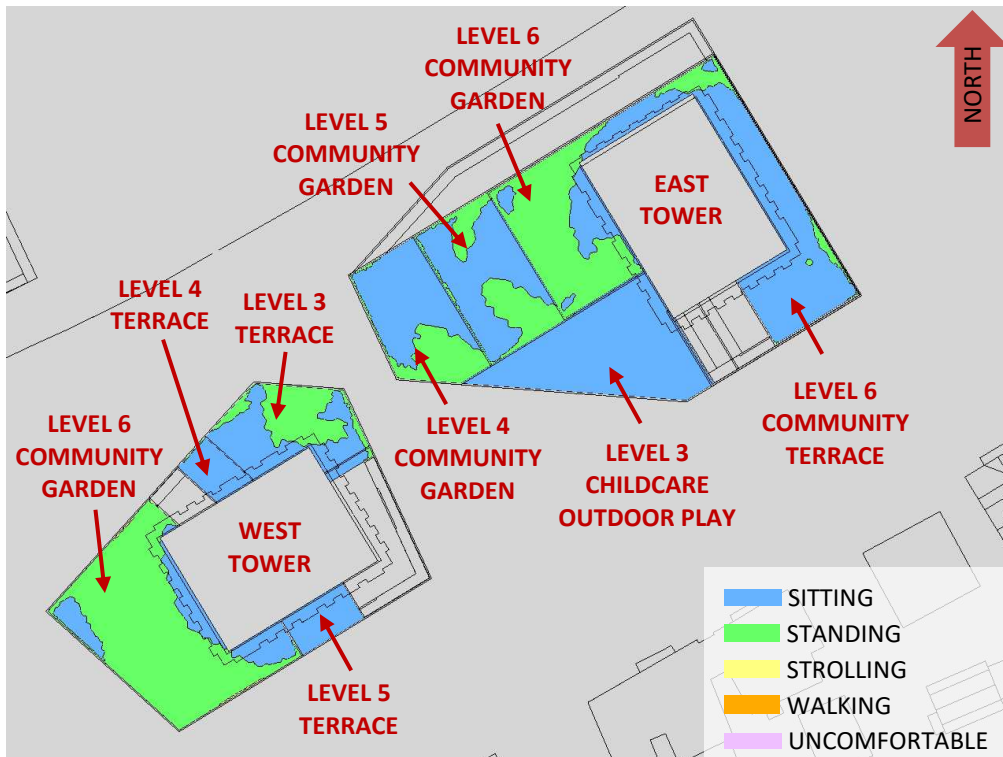 LEVEL 6
COMMUNITY
GARDEN
NORTH
LEVEL 5
COMMUNITY
GARDEN
EAST
TOWER
LEVEL 4
TERRACE
LEVEL 3
TERRACE
LEVEL 6
COMMUNITY
GARDEN
LEVEL 4
COMMUNITY
GARDEN
LEVEL 3
CHILDCARE
OUTDOOR PLAY
LEVEL 6
COMMUNITY
TERRACE
WEST
TOWER
LEVEL 5
TERRACE
SITTING
STANDING
STROLLING
WALKING
UNCOMFORTABLE